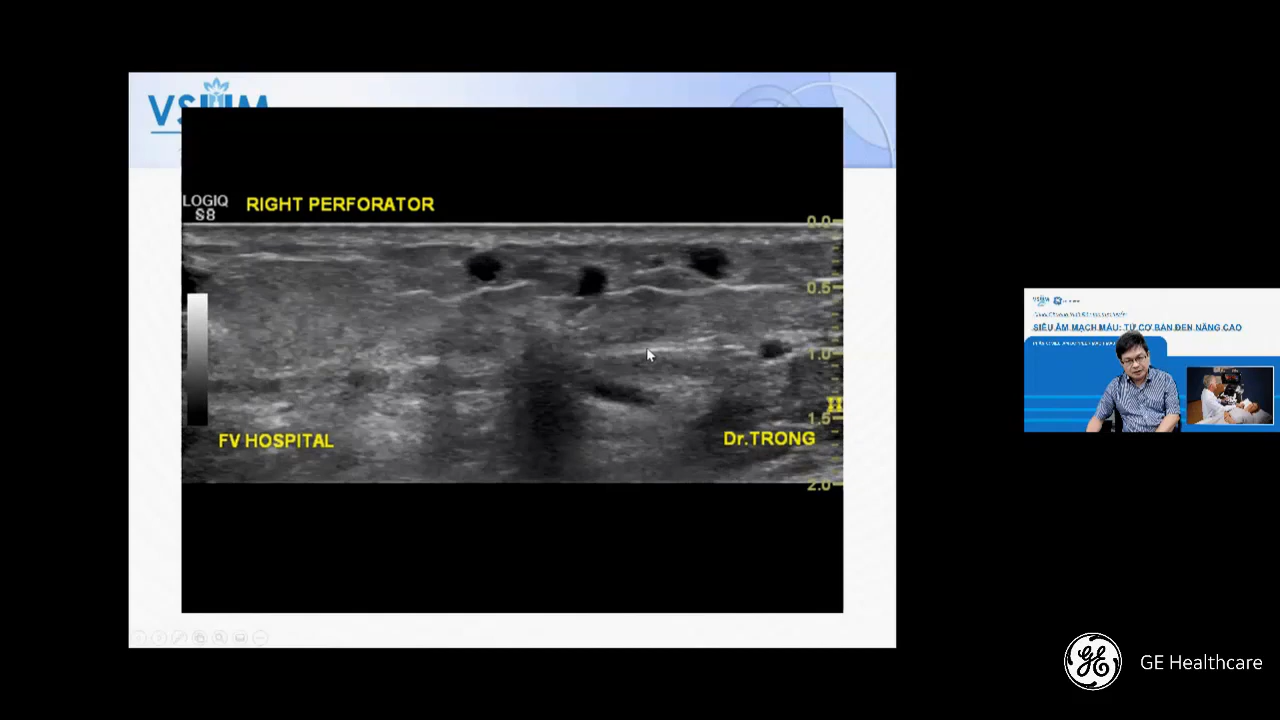 VSUM
LOGIQ
S8
RIGHT PERFORATOR
0.0
0.5
1.0
1.5
2.0
FV HOSPITAL
Dr.TRONG
SIÊU ÂM MẠCH MÁU: TỪ CƠ BẢN ĐẾN NÂNG CAO
GE Healthcare